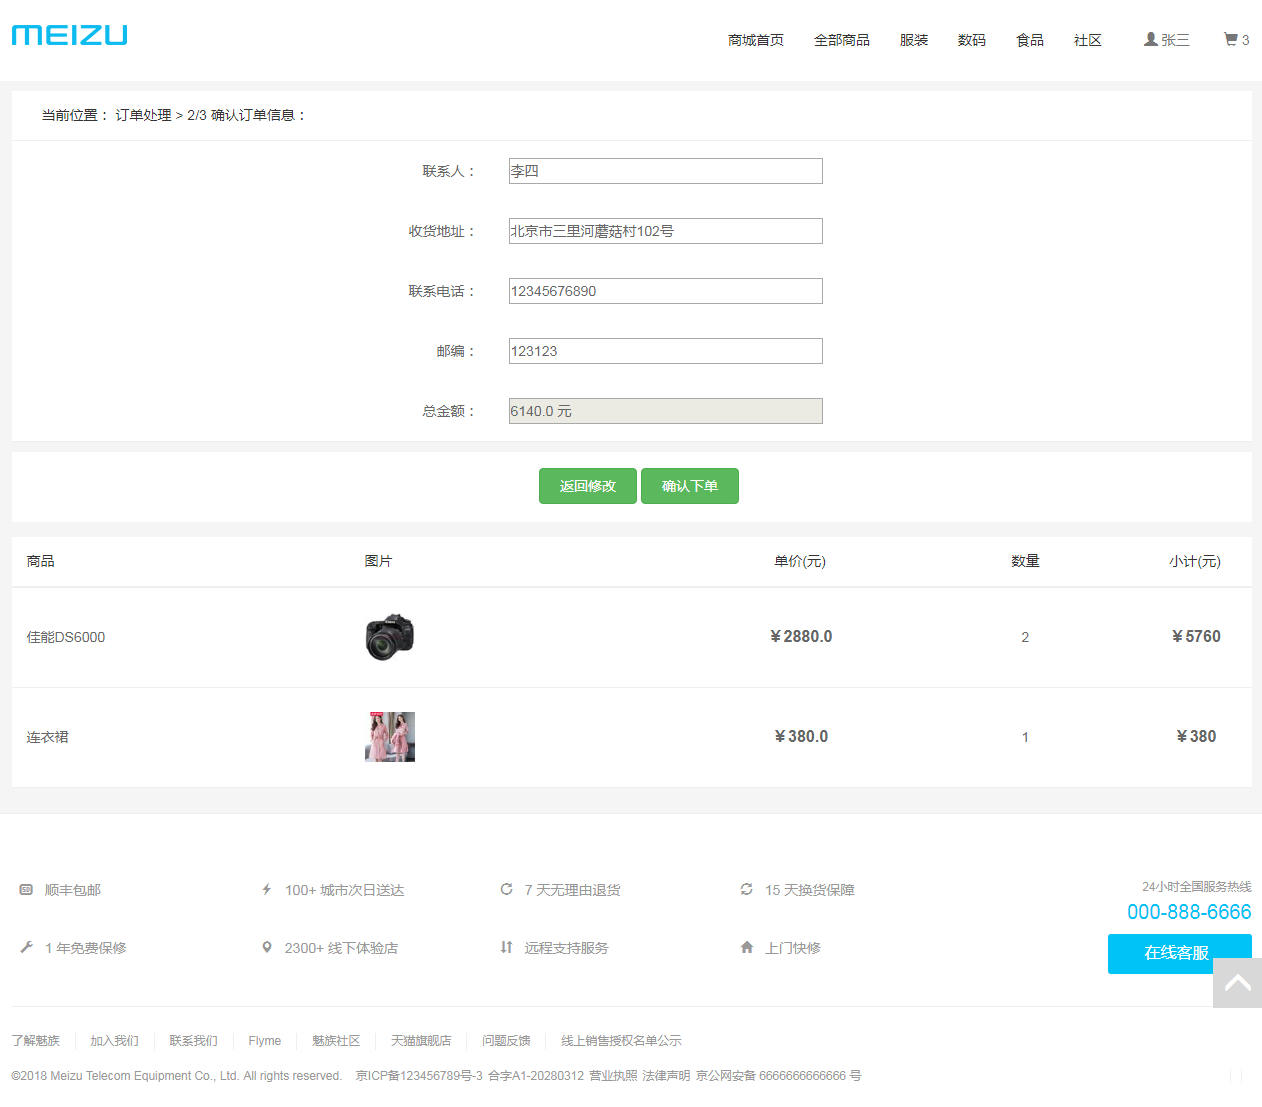 MEIZU
商城首页 全部商品 服装 数码 食品 社区 张三 3
当前位置： 订单处理 > 2/3 确认订单信息：
联系人： 李四
收货地址： 北京市三里河蘑菇村102号
联系电话： 12345676890
邮编： 123123
总金额： 6140.0 元
返回修改 确认下单
商品 图片 单价(元) 数量 小计(元)
佳能DS6000 ￥2880.0 2 ￥5760
连衣裙 ￥380.0 1 ￥380
顺丰包邮 100+ 城市次日送达 7 天无理由退货 15 天换货保障
1 年免费保修 2300+ 线下体验店 远程支持服务 上门快修
24小时全国服务热线
000-888-6666
在线客服
了解魅族 加入我们 联系我们 Flyme 魅族社区 天猫旗舰店 问题反馈 线上销售授权名单公示
©2018 Meizu Telecom Equipment Co., Ltd. All rights reserved. 京ICP备123456789号-3 合字A1-20280312 营业执照 法律声明 京公网安备 6666666666666 号